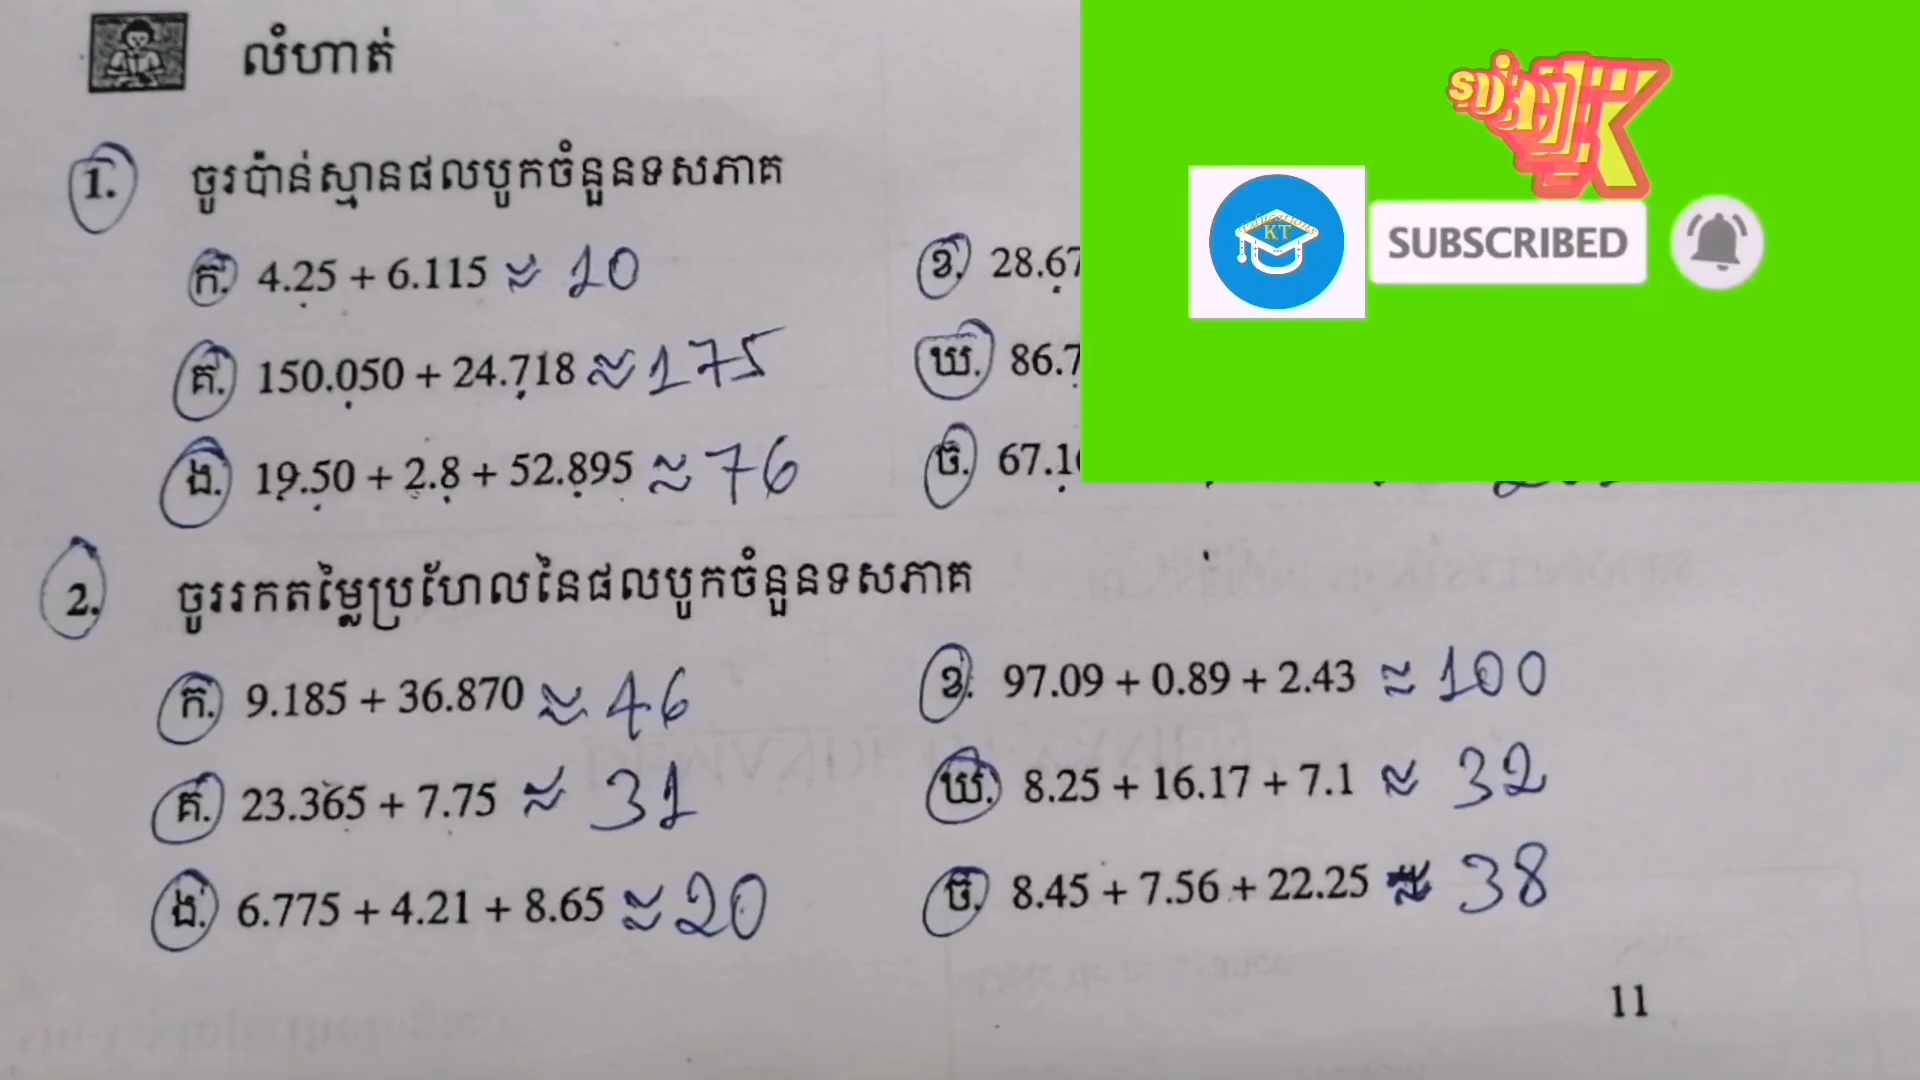 លំហាត់
1. ចូរប៉ាន់ស្មានផលបូកចំនួនទសភាគ
ក. 4.25 + 6.115 ≈ 10
ខ. 28.67
គ. 150.050 + 24.718 ≈ 175
ឃ. 86.7
ង. 19.50 + 2.8 + 52.895 ≈ 76
ច. 67.1
2. ចូររកតម្លៃប្រហែលនៃផលបូកចំនួនទសភាគ
ក. 9.185 + 36.870 ≈ 46
ខ. 97.09 + 0.89 + 2.43 ≈ 100
គ. 23.365 + 7.75 ≈ 31
ឃ. 8.25 + 16.17 + 7.1 ≈ 32
ង. 6.775 + 4.21 + 8.65 ≈ 20
ច. 8.45 + 7.56 + 22.25 ≈ 38
11
educations
KT
SUBSCRIBED